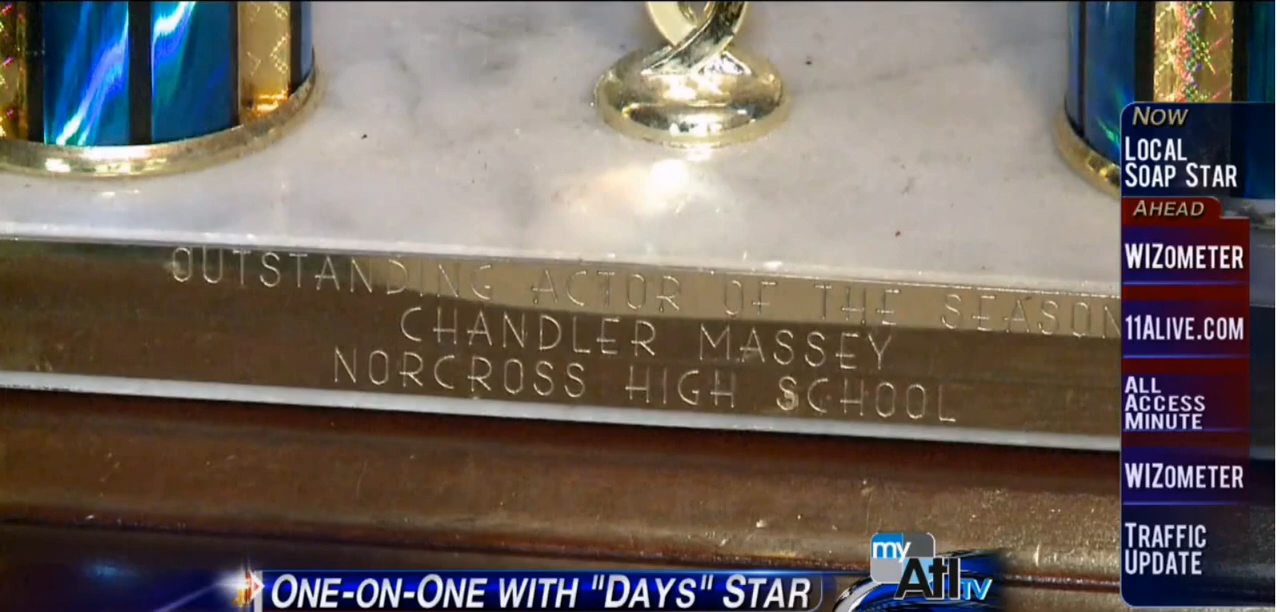 OUTSTANDING ACTOR OF THE SEASON
CHANDLER MASSEY
NORCROSS HIGH SCHOOL
NOW
LOCAL
SOAP STAR
AHEAD
WIZOMETER
11ALIVE.COM
ALL
ACCESS
MINUTE
WIZOMETER
TRAFFIC
UPDATE
ONE-ON-ONE WITH "DAYS" STAR
my
Atl TV